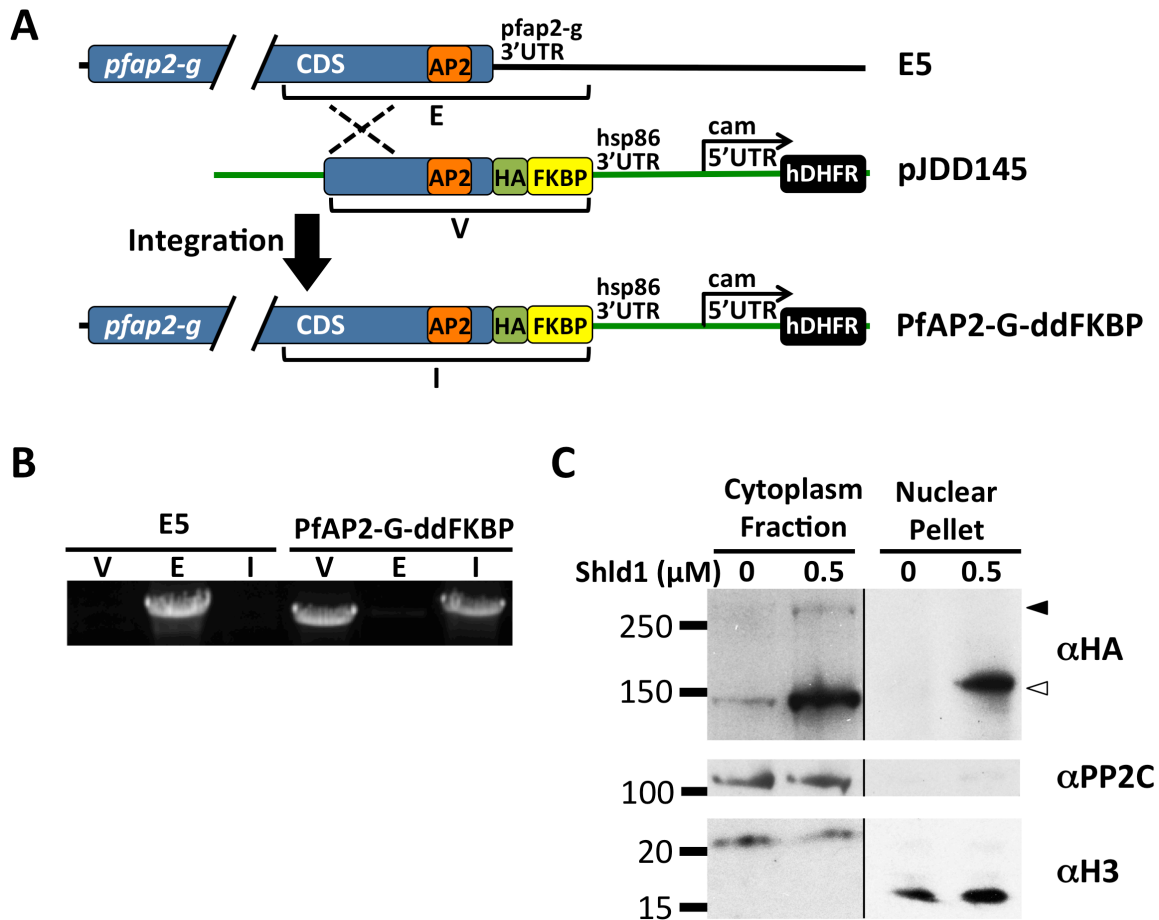 A
pfap2-g
CDS
AP2
pfap2-g
3’UTR
E5
E
AP2
HA
FKBP
hsp86
3’UTR
cam
5’UTR
hDHFR
pJDD145
V
Integration
pfap2-g
CDS
AP2
HA
FKBP
hsp86
3’UTR
cam
5’UTR
hDHFR
PfAP2-G-ddFKBP
I
B
E5
PfAP2-G-ddFKBP
V E I V E I
C
Cytoplasm
Fraction
Nuclear
Pellet
Shld1 (µM) 0 0.5 0 0.5
250
150
αHA
100
αPP2C
20
15
αH3